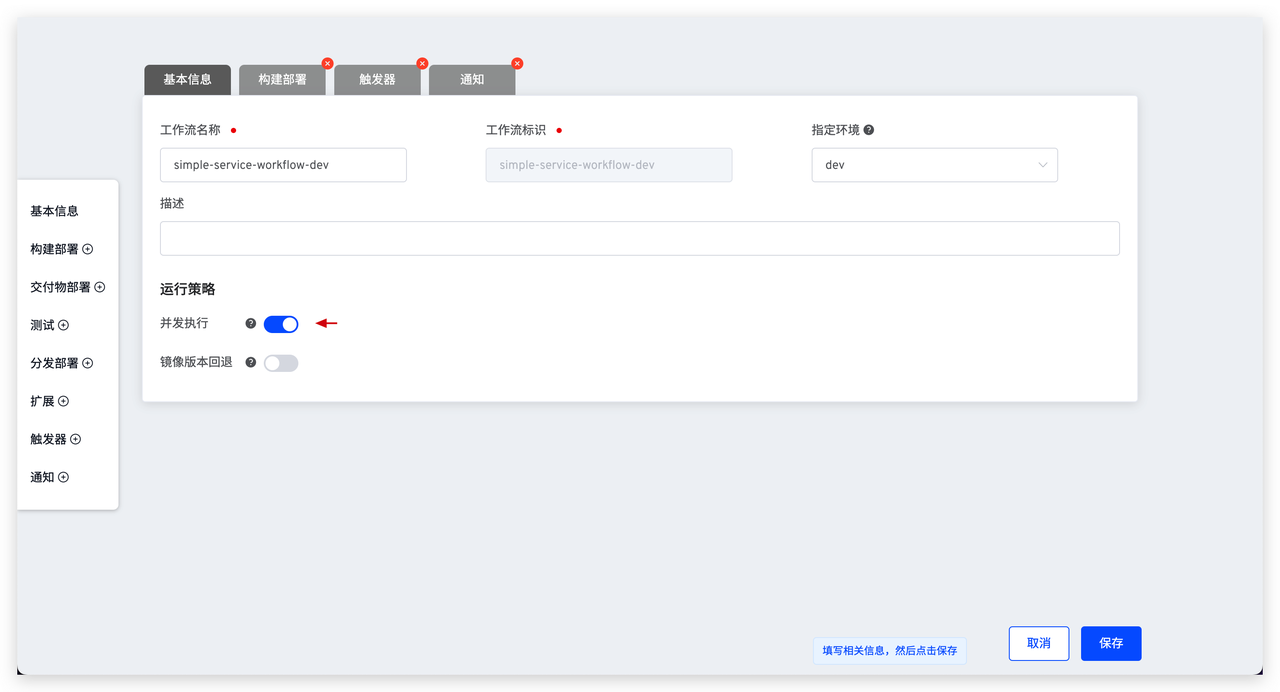 基本信息 构建部署 触发器 通知
工作流名称 工作流标识 指定环境
simple-service-workflow-dev simple-service-workflow-dev dev
描述
运行策略
并发执行
镜像版本回退
基本信息
构建部署
交付物部署
测试
分发部署
扩展
触发器
通知
填写相关信息，然后点击保存
取消
保存